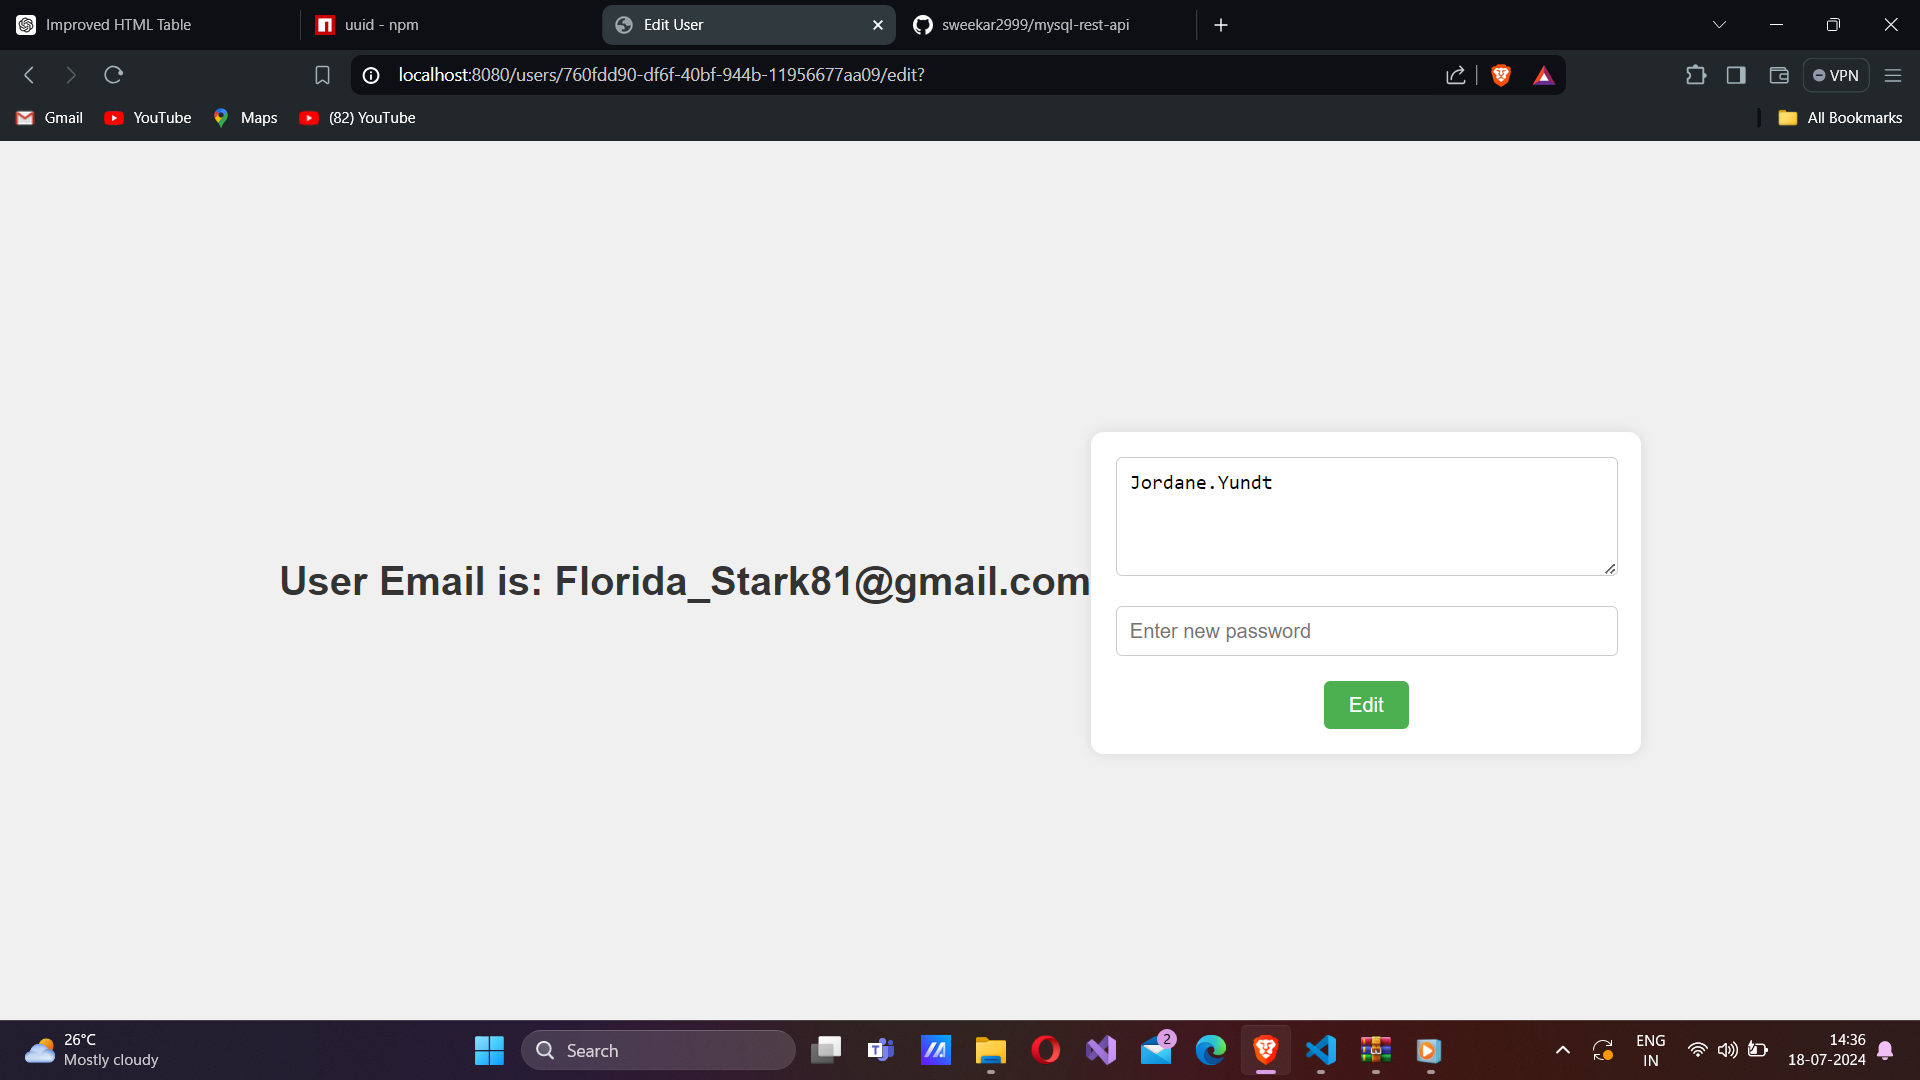 Improved HTML Table
uuid - npm
Edit User
sweekar2999/mysql-rest-api
localhost:8080/users/760fdd90-df6f-40bf-944b-11956677aa09/edit?
VPN
Gmail
YouTube
Maps
(82) YouTube
All Bookmarks
User Email is: Florida_Stark81@gmail.com
Jordane.Yundt
Enter new password
Edit
26°C
Mostly cloudy
Search
2
ENG
IN
14:36
18-07-2024